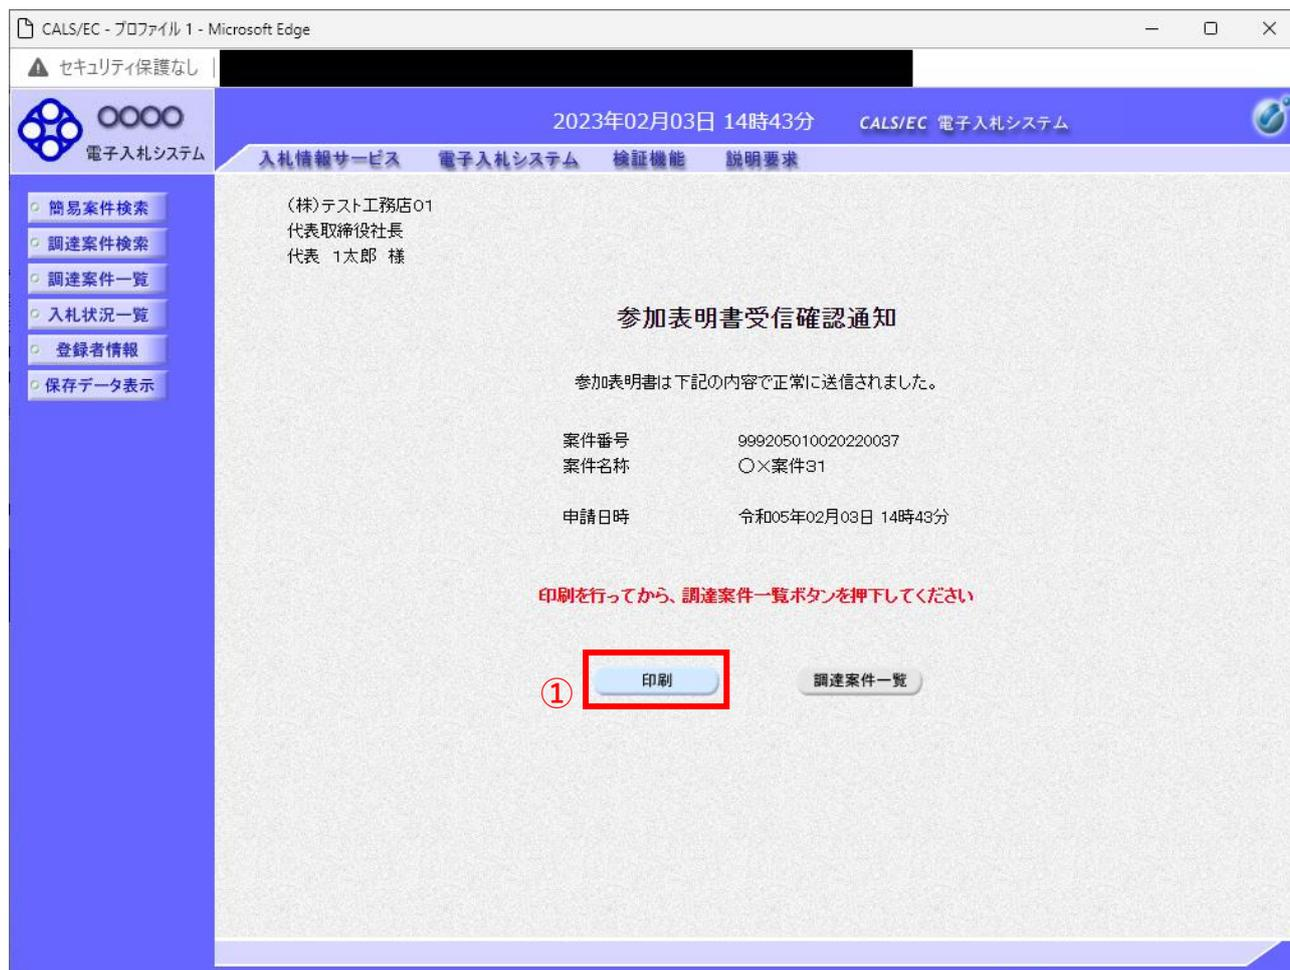 CALS/EC - プロファイル 1 - Microsoft Edge
セキュリティ保護なし
〇〇〇〇
電子入札システム
2023年02月03日 14時43分
CALS/EC 電子入札システム
入札情報サービス
電子入札システム
検証機能
説明要求
簡易案件検索
調達案件検索
調達案件一覧
入札状況一覧
登録者情報
保存データ表示
(株)テスト工務店01
代表取締役社長
代表 1太郎 様
参加表明書受信確認通知
参加表明書は下記の内容で正常に送信されました。
案件番号 999205010020220037
案件名称 〇×案件31
申請日時 令和05年02月03日 14時43分
印刷を行ってから、調達案件一覧ボタンを押下してください
① 印刷 調達案件一覧